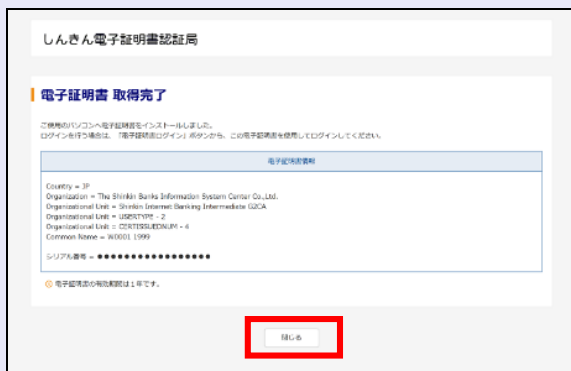 しんきん電子証明書認証局
電子証明書 取得完了
ご使用のパソコンへ電子証明書をインストールしました。
ログインを行う場合は、「電子証明書ログイン」ボタンから、この電子証明書を使用してログインしてください。
電子証明書情報
Country = JP
Organization = The Shinkin Banks Information System Center Co.,Ltd.
Organizational Unit = Shinkin Internet Banking Intermediate G2CA
Organizational Unit = USERTYPE - 2
Organizational Unit = CERTISSUEDNUM - 4
Common Name = W0001 1999
シリアル番号 = ●●●●●●●●●●●●●●●●●
電子証明書の有効期限は1年です。
閉じる